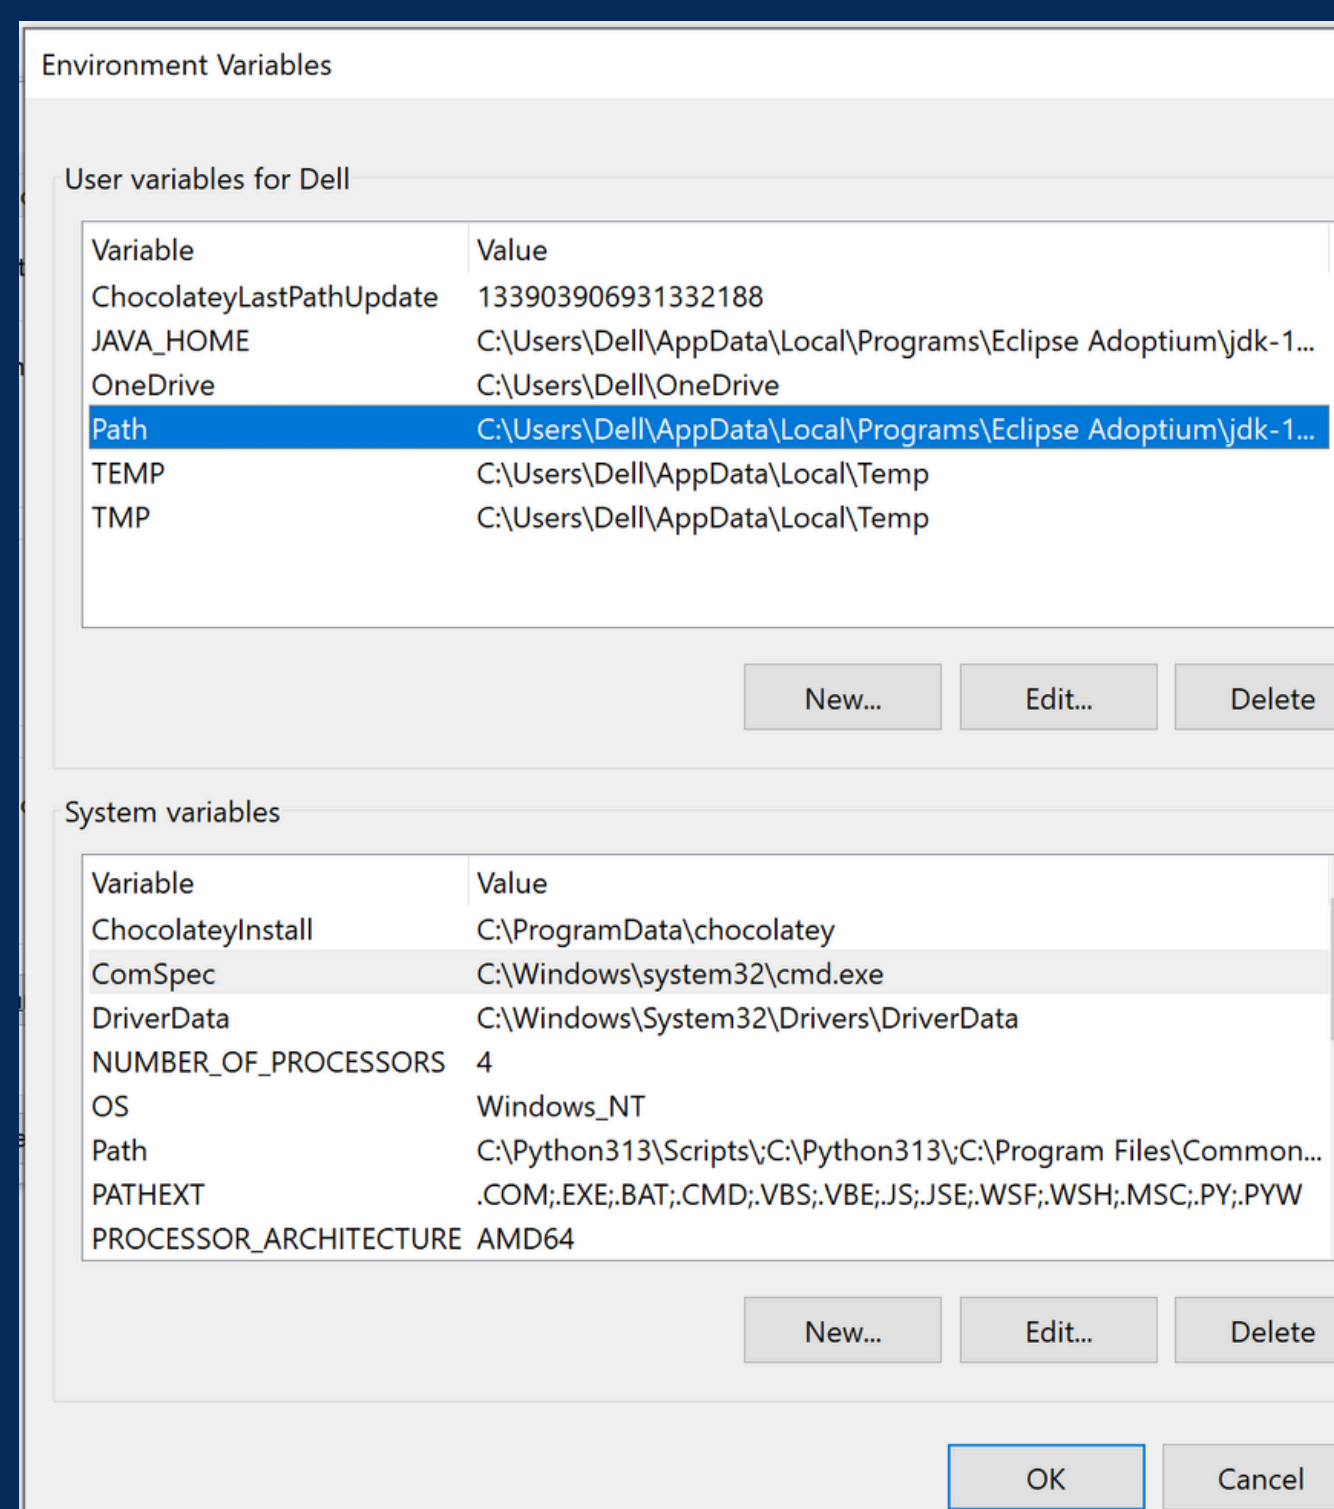 Environment Variables
User variables for Dell
Variable Value
ChocolateyLastPathUpdate 133903906931332188
JAVA_HOME C:\Users\Dell\AppData\Local\Programs\Eclipse Adoptium\jdk-1...
OneDrive C:\Users\Dell\OneDrive
Path C:\Users\Dell\AppData\Local\Programs\Eclipse Adoptium\jdk-1...
TEMP C:\Users\Dell\AppData\Local\Temp
TMP C:\Users\Dell\AppData\Local\Temp
New... Edit... Delete
System variables
Variable Value
ChocolateyInstall C:\ProgramData\chocolatey
ComSpec C:\Windows\system32\cmd.exe
DriverData C:\Windows\System32\Drivers\DriverData
NUMBER_OF_PROCESSORS 4
OS Windows_NT
Path C:\Python313\Scripts\;C:\Python313\;C:\Program Files\Common...
PATHEXT .COM;.EXE;.BAT;.CMD;.VBS;.VBE;.JS;.JSE;.WSF;.WSH;.MSC;.PY;.PYW
PROCESSOR_ARCHITECTURE AMD64
New... Edit... Delete
OK Cancel